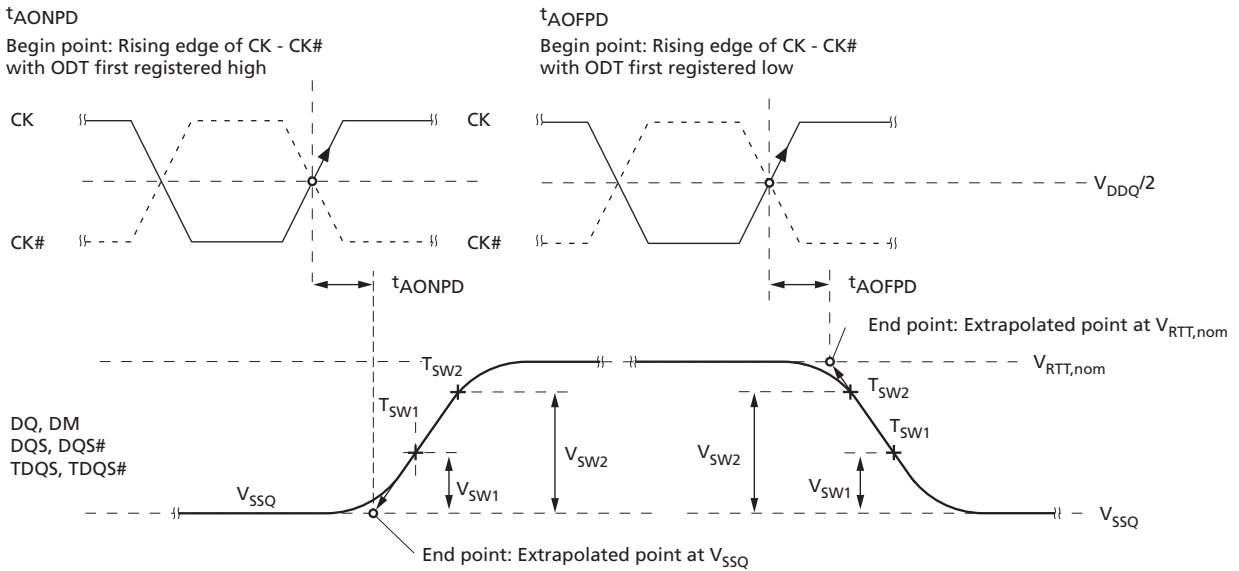 tAONPD
Begin point: Rising edge of CK - CK#
with ODT first registered high
tAOFPD
Begin point: Rising edge of CK - CK#
with ODT first registered low
CK
CK
VDDQ/2
CK#
CK#
tAONPD
tAOFPD
End point: Extrapolated point at VRTT,nom
TSW2
TSW2
VRTT,nom
TSW1
TSW1
DQ, DM
DQS, DQS#
TDQS, TDQS#
VSW2
VSW2
VSW1
VSW1
VSSQ
VSSQ
End point: Extrapolated point at VSSQ